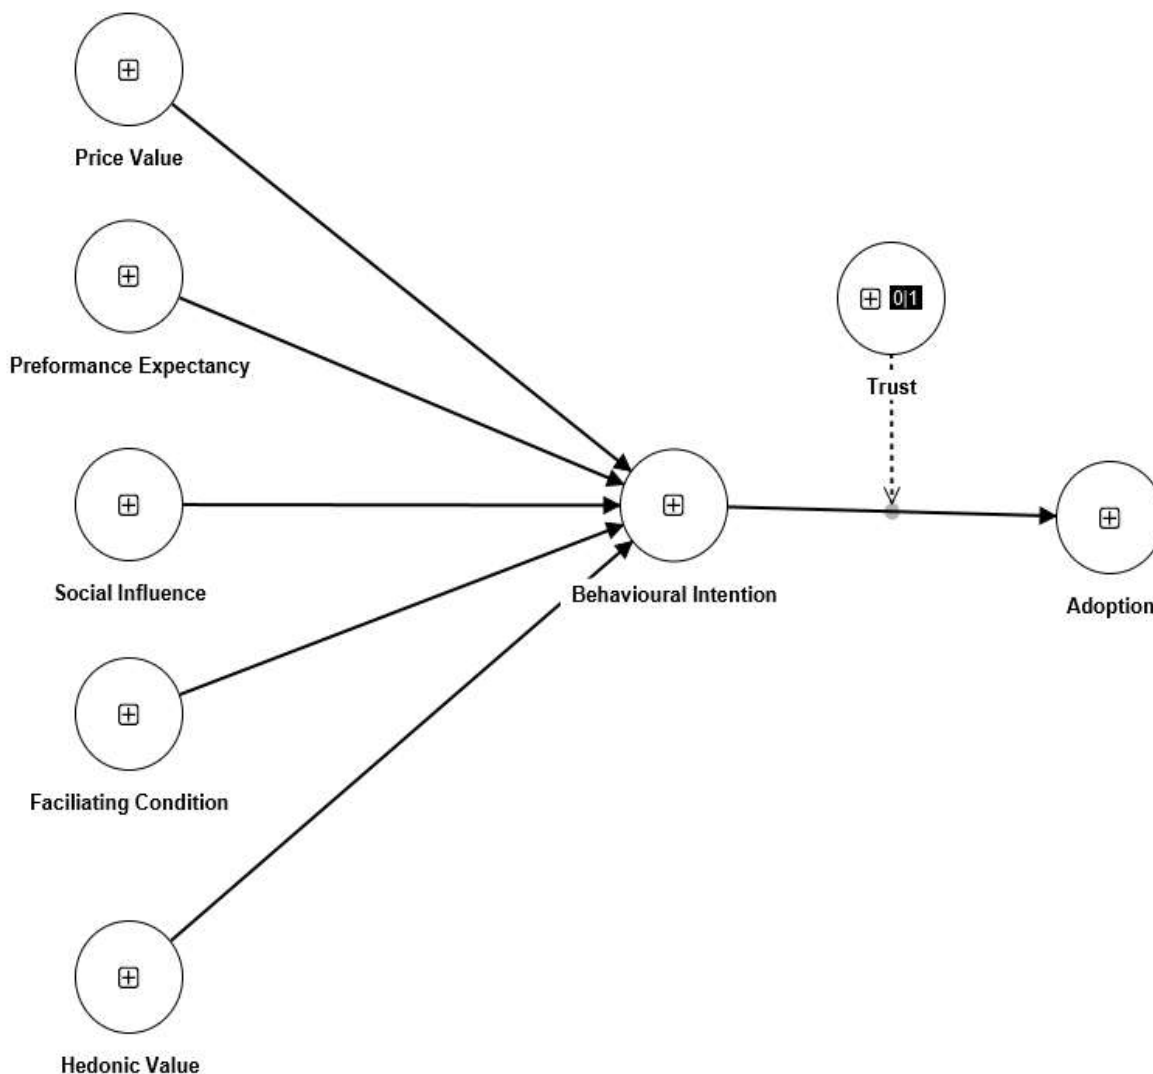 Price Value
Preformance Expectancy
0|1
Trust
Social Influence
Behavioural Intention
Adoption
Faciliating Condition
Hedonic Value